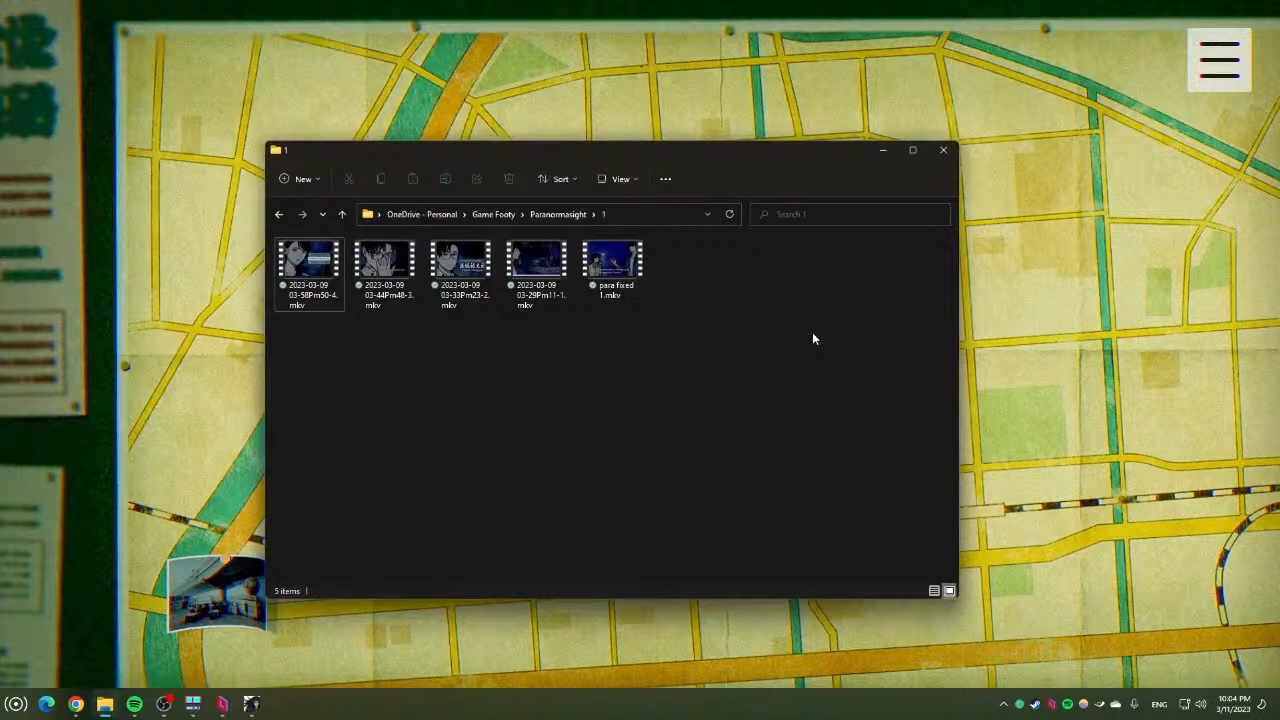 1
New
Sort
View
OneDrive - Personal
Game Footy
Paranormasight
1
Search 1
2023-03-09
03-58Pm50-4.
mkv
2023-03-09
03-44Pm48-3.
mkv
2023-03-09
03-33Pm23-2.
mkv
2023-03-09
03-29Pm11-1.
mkv
para fixed
1.mkv
5 items
ENG
10:04 PM
3/11/2023